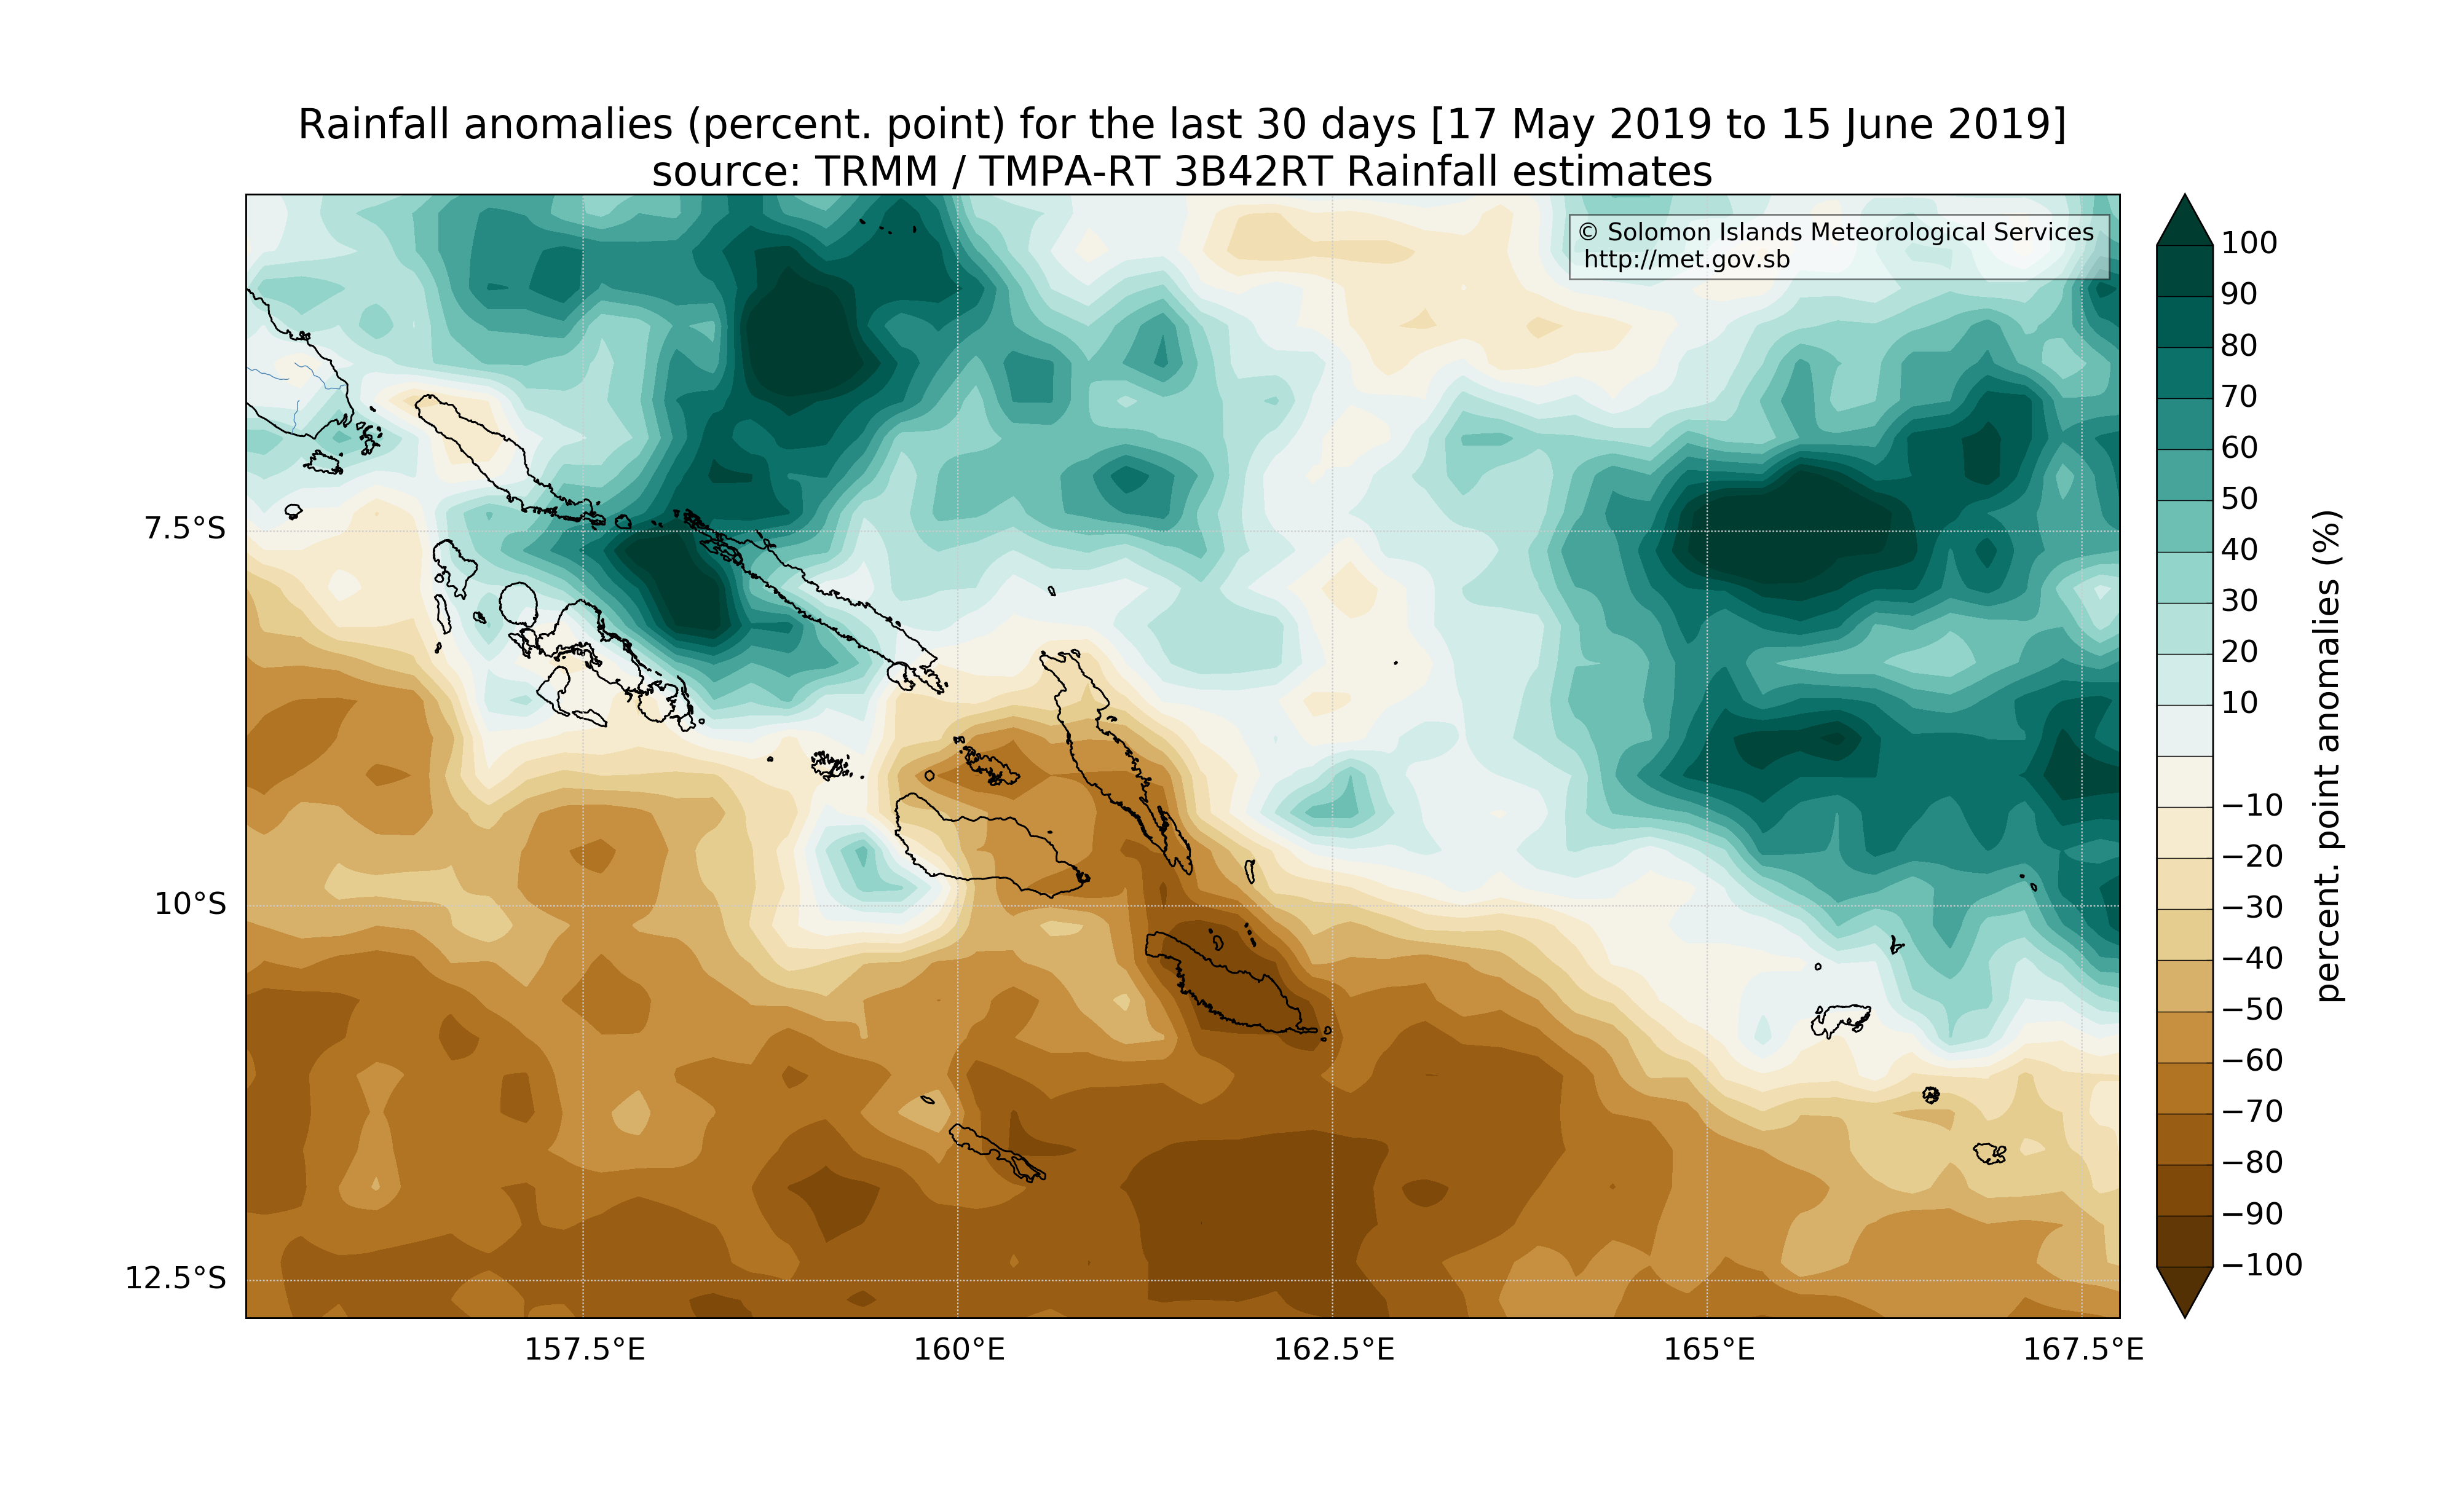 Rainfall anomalies (percent. point) for the last 30 days [17 May 2019 to 15 June 2019]
source: TRMM / TMPA-RT 3B42RT Rainfall estimates
© Solomon Islands Meteorological Services
http://met.gov.sb
7.5°S
10°S
12.5°S
157.5°E
160°E
162.5°E
165°E
167.5°E
100
90
80
70
60
50
40
30
20
10
−10
−20
−30
−40
−50
−60
−70
−80
−90
−100
percent. point anomalies (%)